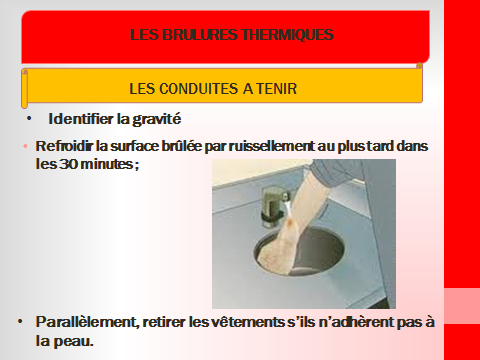 LES BRULURES THERMIQUES
LES CONDUITES A TENIR
• Identifier la gravité
• Refroidir la surface brûlée par ruissellement au plus tard dans
les 30 minutes ;
• Parallèlement, retirer les vêtements s’ils n’adhèrent pas à
la peau.